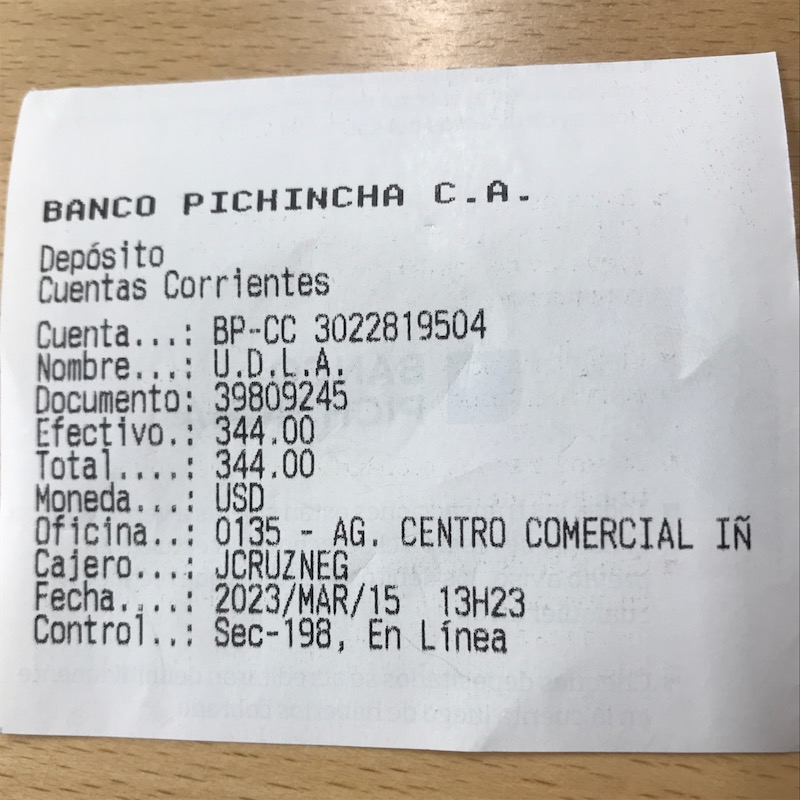 BANCO PICHINCHA C.A.
Depósito
Cuentas Corrientes
Cuenta...: BP-CC 3022819504
Nombre...: U.D.L.A.
Documento: 39809245
Efectivo.: 344.00
Total....: 344.00
Moneda...: USD
Oficina..: 0135 - AG. CENTRO COMERCIAL IÑ
Cajero...: JCRUZNEG
Fecha....: 2023/MAR/15 13H23
Control..: Sec-198, En Línea